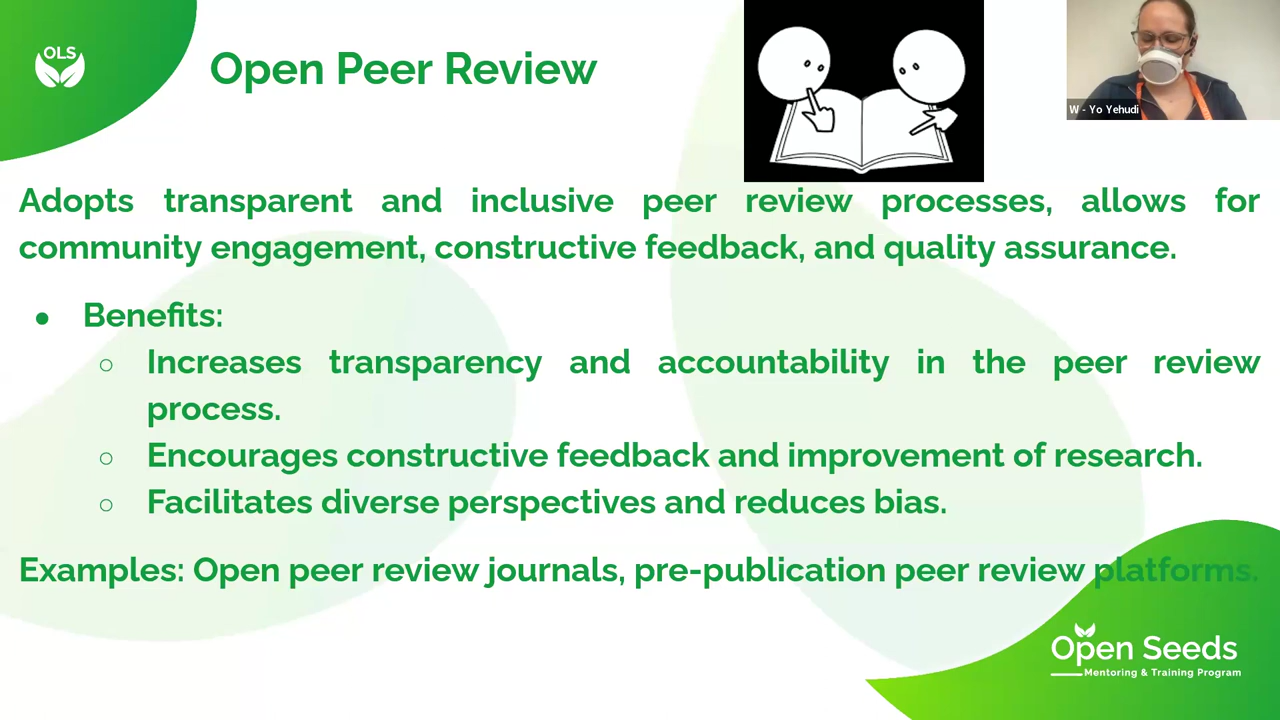 OLS
Open Peer Review
W - Yo Yehudi
Adopts transparent and inclusive peer review processes, allows for
community engagement, constructive feedback, and quality assurance.
● Benefits:
○ Increases transparency and accountability in the peer review
process.
○ Encourages constructive feedback and improvement of research.
○ Facilitates diverse perspectives and reduces bias.
Examples: Open peer review journals, pre-publication peer review platforms.
Open Seeds
Mentoring & Training Program